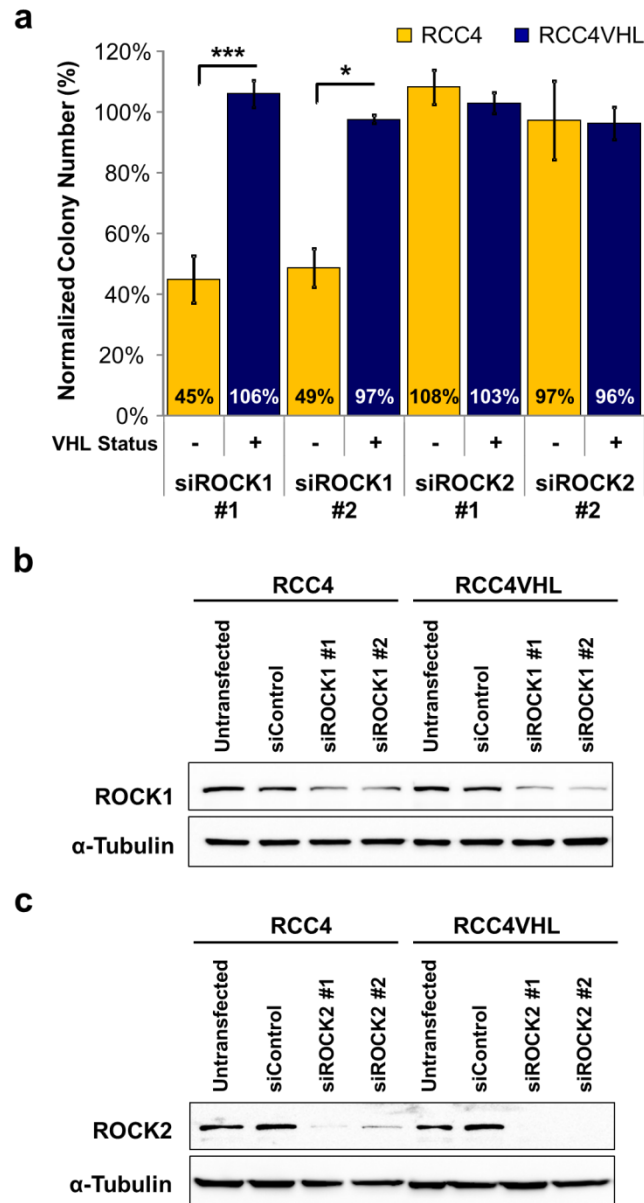 a
RCC4 RCC4VHL
Normalized Colony Number (%)
120%
100%
80%
60%
40%
20%
0%
*** *
45% 106% 49% 97% 108% 103% 97% 96%
VHL Status - + - + - + - +
siROCK1 siROCK1 siROCK2 siROCK2
#1 #2 #1 #2
b
RCC4 RCC4VHL
Untransfected siControl siROCK1 #1 siROCK1 #2 Untransfected siControl siROCK1 #1 siROCK1 #2
ROCK1
α-Tubulin
c
RCC4 RCC4VHL
Untransfected siControl siROCK2 #1 siROCK2 #2 Untransfected siControl siROCK2 #1 siROCK2 #2
ROCK2
α-Tubulin